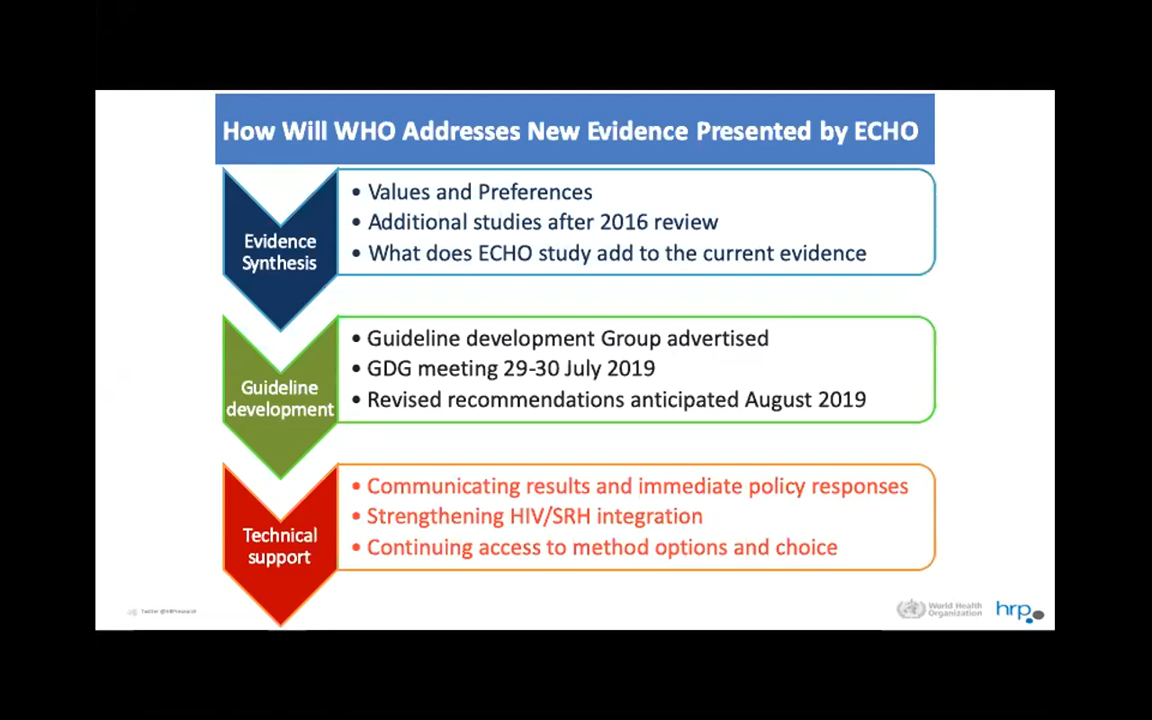 How Will WHO Addresses New Evidence Presented by ECHO
Evidence
Synthesis
• Values and Preferences
• Additional studies after 2016 review
• What does ECHO study add to the current evidence
Guideline
development
• Guideline development Group advertised
• GDG meeting 29-30 July 2019
• Revised recommendations anticipated August 2019
Technical
support
• Communicating results and immediate policy responses
• Strengthening HIV/SRH integration
• Continuing access to method options and choice
Twitter @HRPresearch
World Health
Organization
hrp